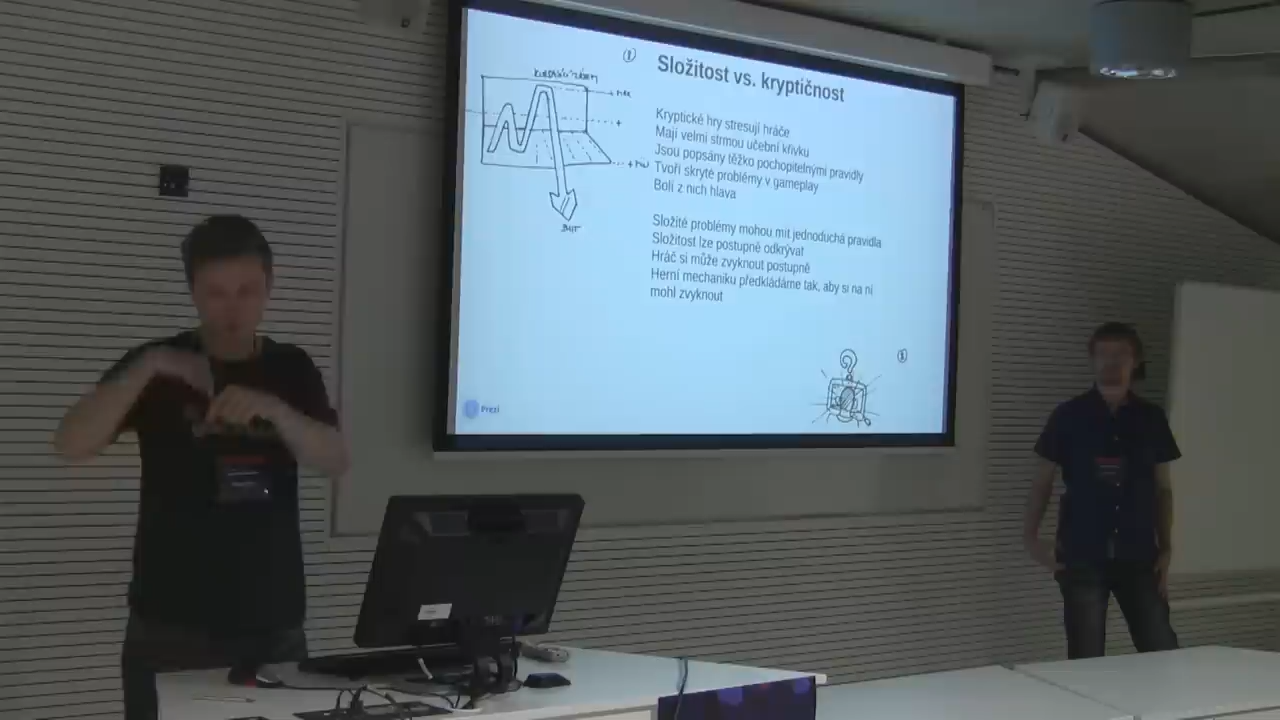 Složitost vs. kryptičnost
Kryptické hry stresují hráče
Mají velmi strmou učební křivku
Jsou popsány těžko pochopitelnými pravidly
Tvoří skryté problémy v gameplay
Bolí z nich hlava
Složité problémy mohou mít jednoduchá pravidla
Složitost lze postupně odkrývat
Hráč si může zvyknout postupně
Herní mechaniku předkládáme tak, aby si na ní
mohl zvyknout
Prezi